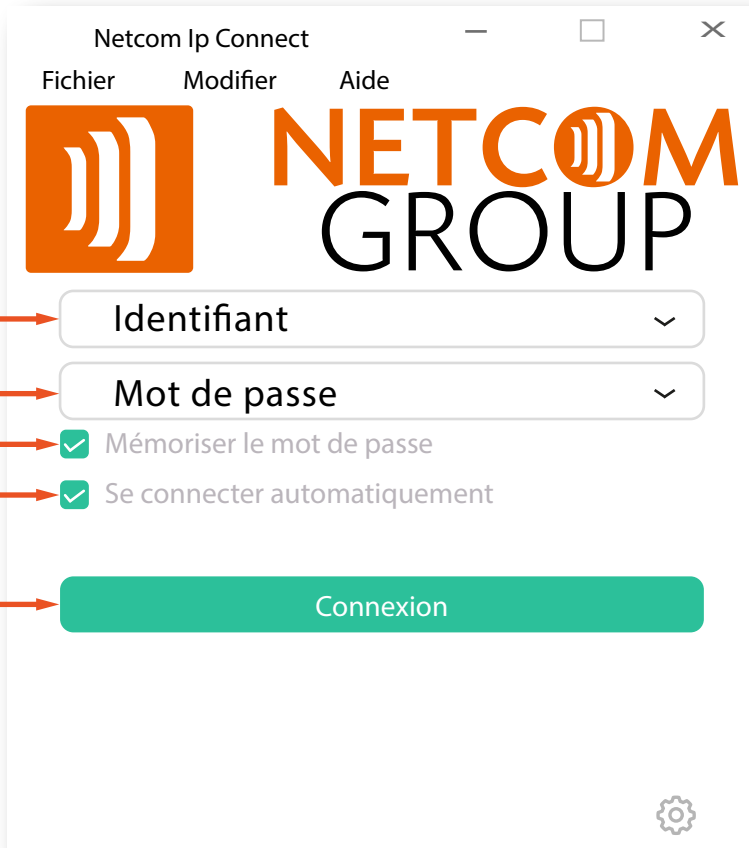 Netcom Ip Connect
Fichier Modifier Aide
NETCOM
GROUP
Identifiant
Mot de passe
Mémoriser le mot de passe
Se connecter automatiquement
Connexion